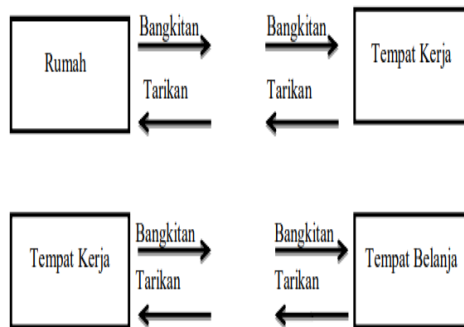 Bangkitan Bangkitan
Rumah Tempat Kerja
Tarikan Tarikan
Bangkitan Bangkitan
Tempat Kerja Tempat Belanja
Tarikan Tarikan